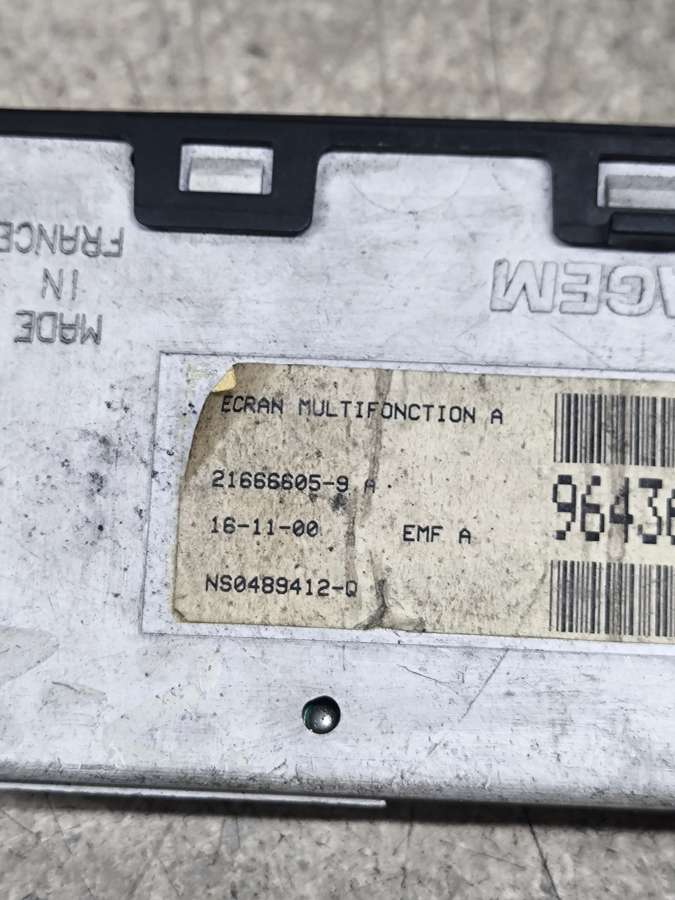 MADE
IN
FRANCE
AGEM
ECRAN MULTIFONCTION A
21666605-9 A
16-11-00 EMF A
NS0489412-Q
9643